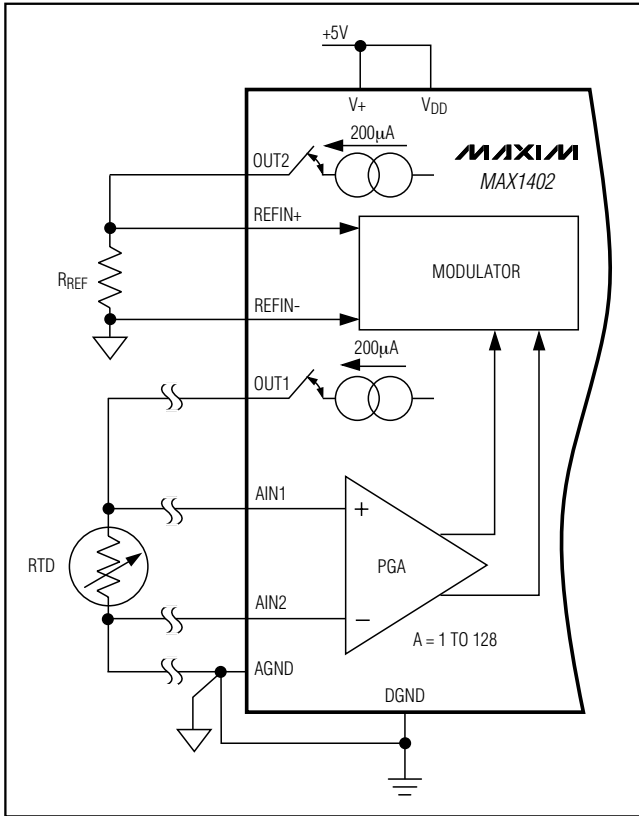 +5V
V+
VDD
200µA
MAXIM
MAX1402
OUT2
REFIN+
RREF
MODULATOR
REFIN-
200µA
OUT1
AIN1
+
RTD
PGA
AIN2
−
A = 1 TO 128
AGND
DGND